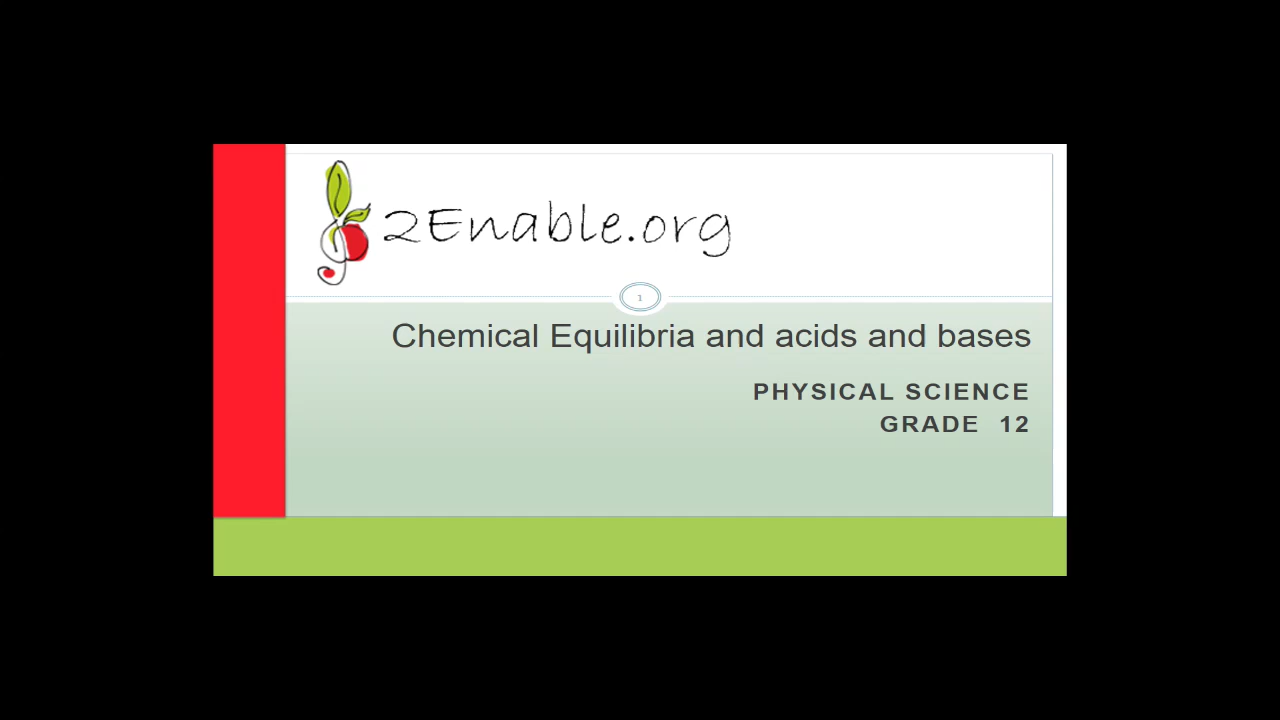 2Enable.org
1
Chemical Equilibria and acids and bases
PHYSICAL SCIENCE
GRADE 12